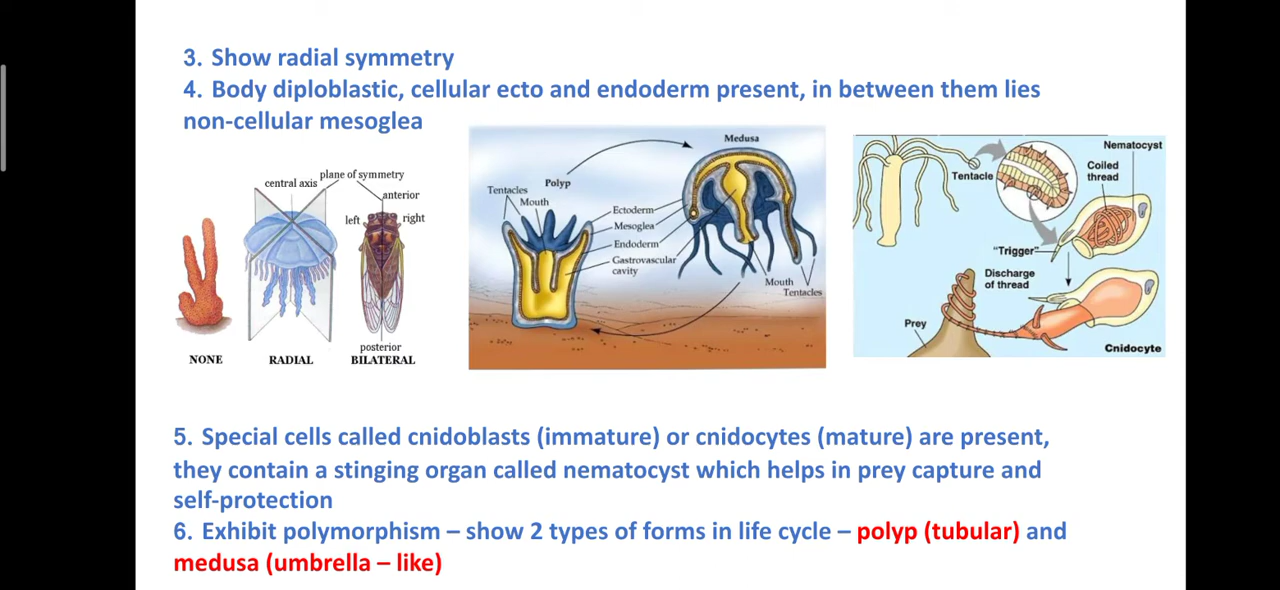 3. Show radial symmetry
4. Body diploblastic, cellular ecto and endoderm present, in between them lies
non-cellular mesoglea
central axis
plane of symmetry
anterior
left
right
posterior
NONE
RADIAL
BILATERAL
Medusa
Polyp
Tentacles
Mouth
Ectoderm
Mesoglea
Endoderm
Gastrovascular
cavity
Mouth
Tentacles
Nematocyst
Coiled
thread
Tentacle
"Trigger"
Discharge
of thread
Prey
Cnidocyte
5. Special cells called cnidoblasts (immature) or cnidocytes (mature) are present,
they contain a stinging organ called nematocyst which helps in prey capture and
self-protection
6. Exhibit polymorphism – show 2 types of forms in life cycle – polyp (tubular) and
medusa (umbrella – like)